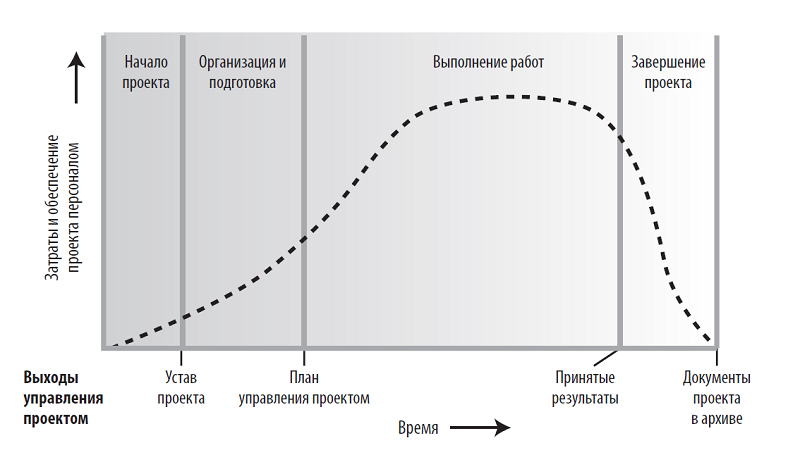 Начало
проекта
Организация и
подготовка
Выполнение работ
Завершение
проекта
Затраты и обеспечение
проекта персоналом
Выходы
управления
проектом
Устав
проекта
План
управления проектом
Принятые
результаты
Документы
проекта
в архиве
Время